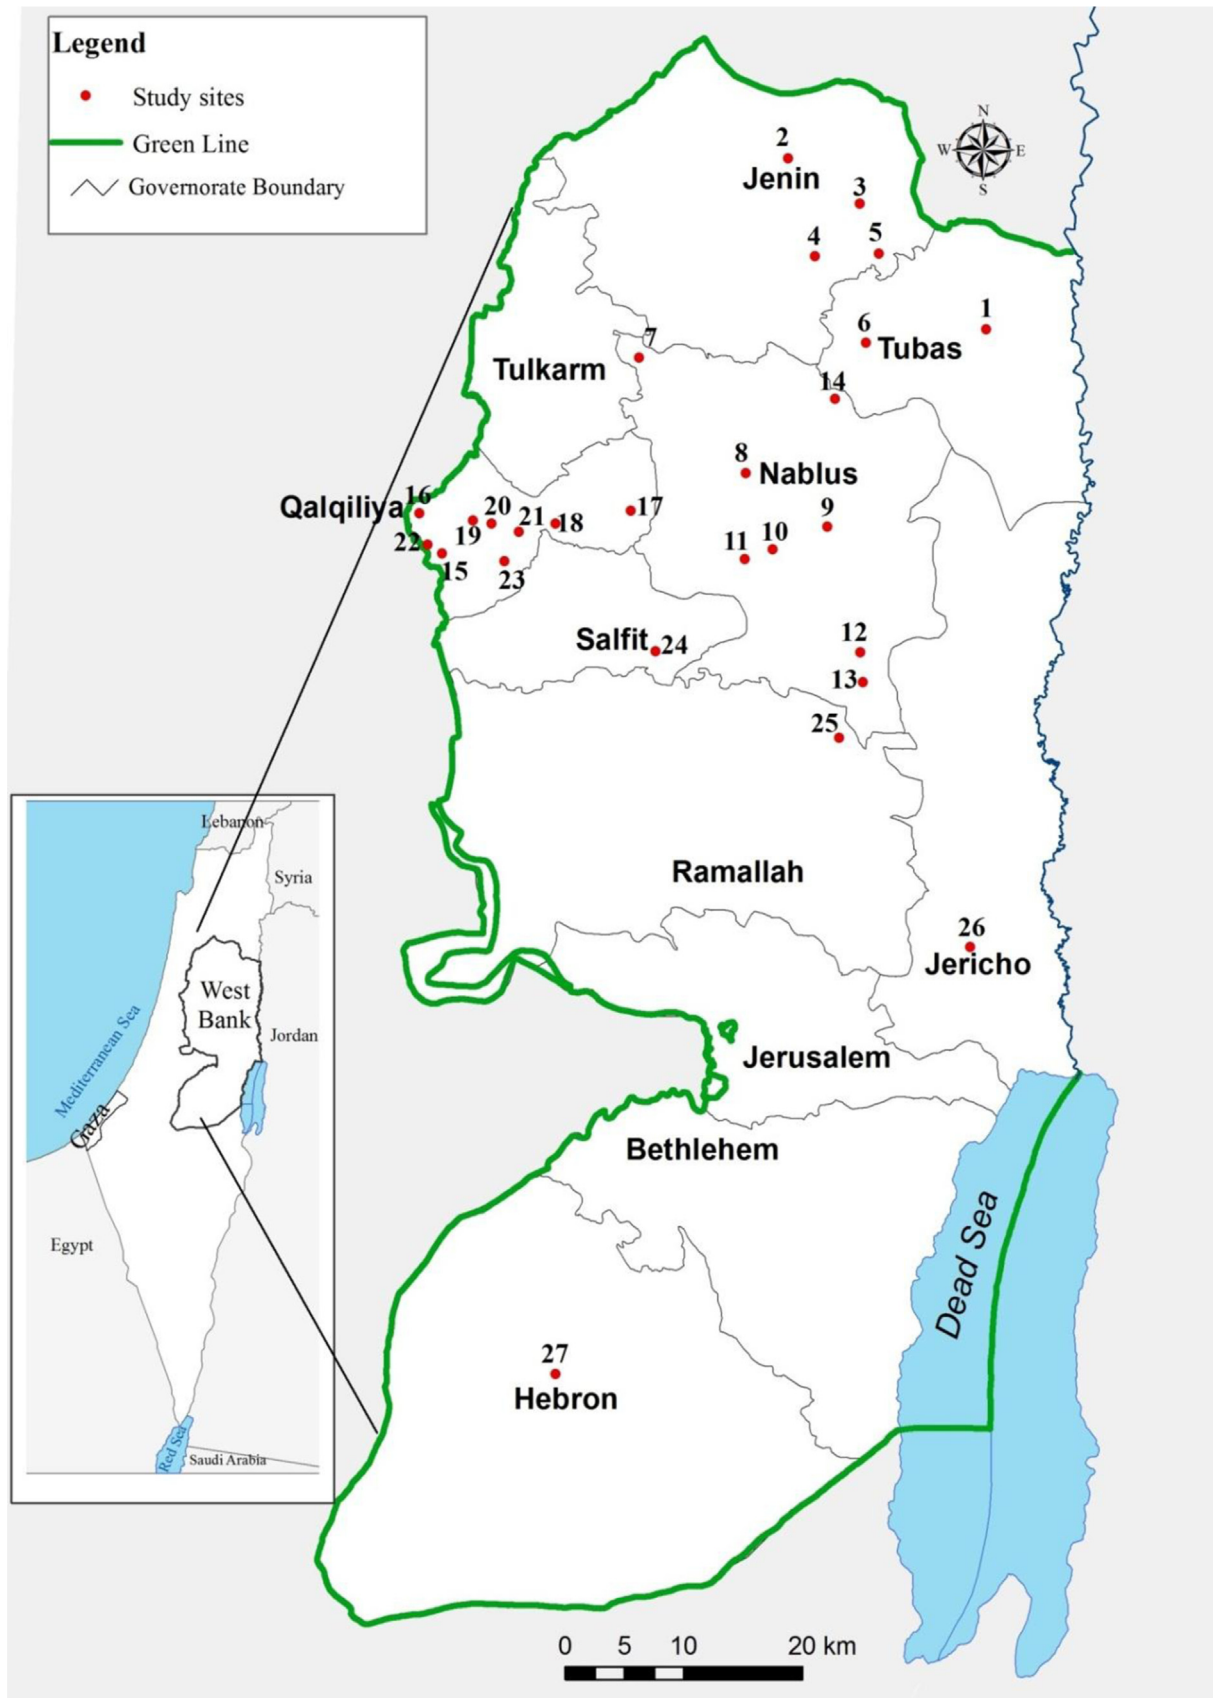 Legend
Study sites
Green Line
Governorate Boundary
N
W
E
S
2
Jenin
3
4
5
1
6
Tubas
7
Tulkarm
14
8
Nablus
Qalqiliya
16
20
17
21
18
9
19
22
11
10
15
23
12
Salfit
24
13
25
Lebanon
Ramallah
Syria
26
Jericho
West
Bank
Jordan
Mediterranean Sea
Jerusalem
Gaza
Bethlehem
Dead Sea
Egypt
27
Hebron
Red Sea
Saudi Arabia
0 5 10 20 km